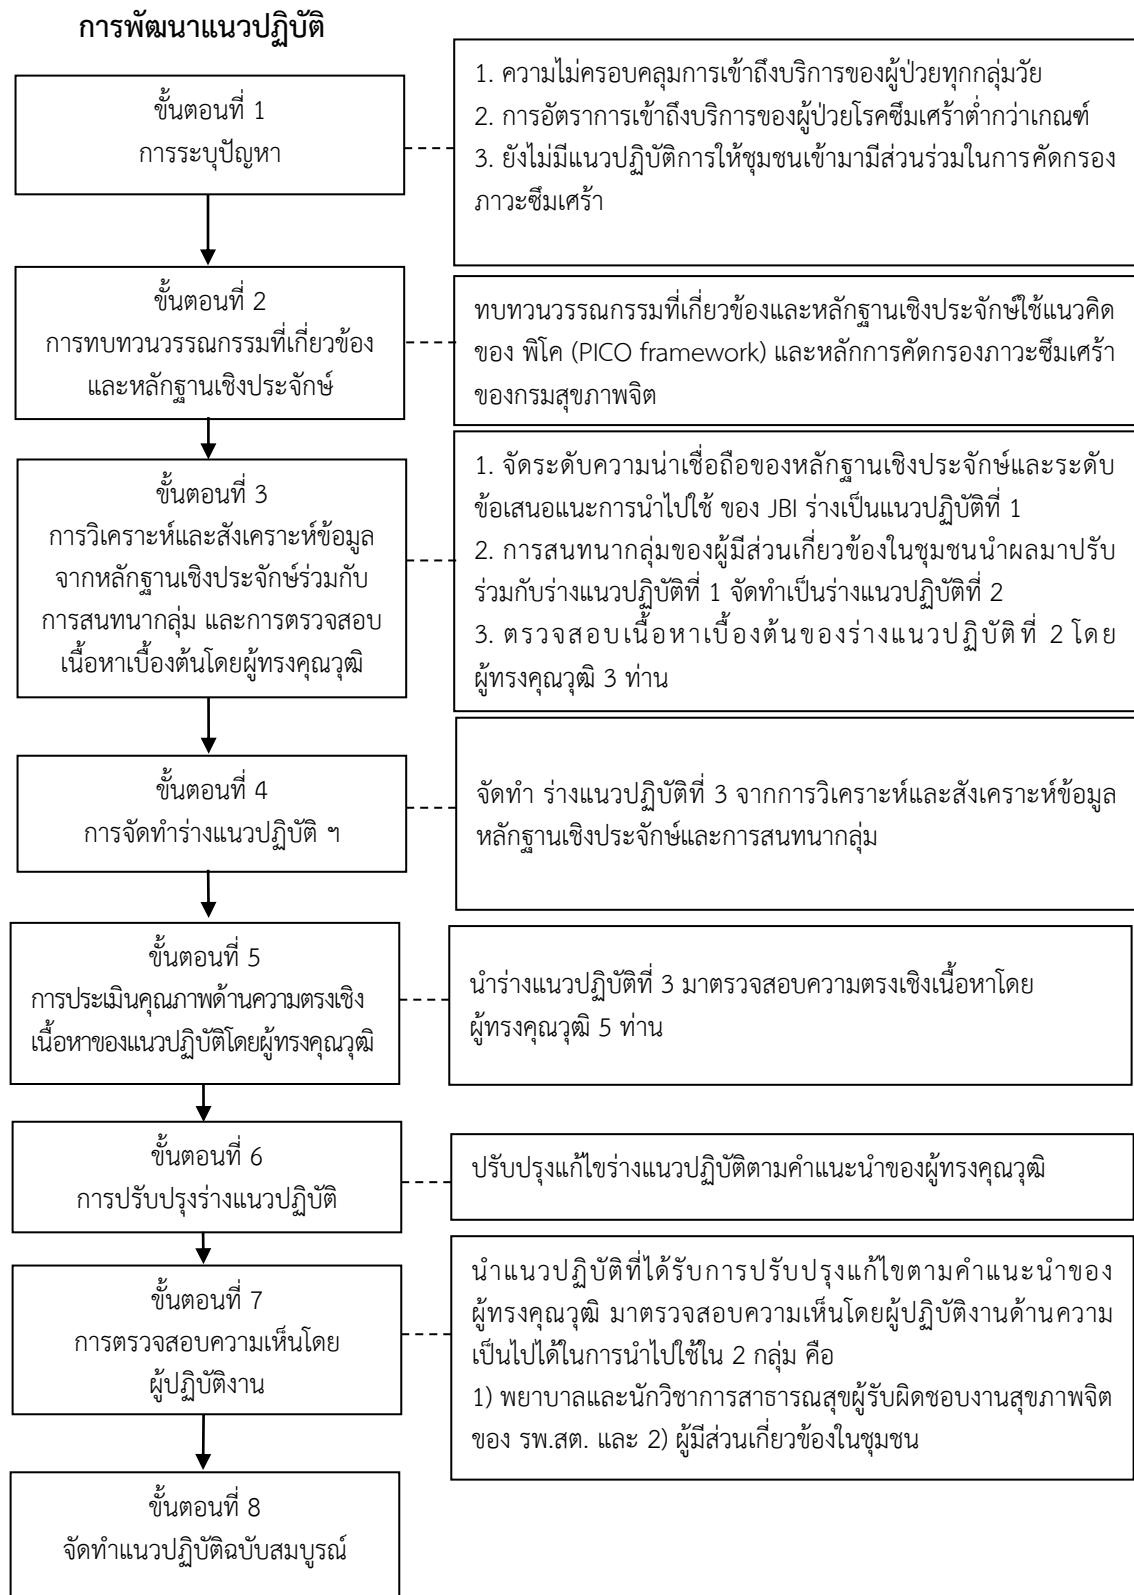 การพัฒนาแนวปฏิบัติ
ขั้นตอนที่ 1
การระบุปัญหา
1. ความไม่ครอบคลุมการเข้าถึงบริการของผู้ป่วยทุกกลุ่มวัย
2. การอัตราการเข้าถึงบริการของผู้ป่วยโรคซึมเศร้าต่ำกว่าเกณฑ์
3. ยังไม่มีแนวปฏิบัติการให้ชุมชนเข้ามามีส่วนร่วมในการคัดกรอง
ภาวะซึมเศร้า
ขั้นตอนที่ 2
การทบทวนวรรณกรรมที่เกี่ยวข้อง
และหลักฐานเชิงประจักษ์
ทบทวนวรรณกรรมที่เกี่ยวข้องและหลักฐานเชิงประจักษ์ใช้แนวคิด
ของ พิโค (PICO framework) และหลักการคัดกรองภาวะซึมเศร้า
ของกรมสุขภาพจิต
ขั้นตอนที่ 3
การวิเคราะห์และสังเคราะห์ข้อมูล
จากหลักฐานเชิงประจักษ์ร่วมกับ
การสนทนากลุ่ม และการตรวจสอบ
เนื้อหาเบื้องต้นโดยผู้ทรงคุณวุฒิ
1. จัดระดับความน่าเชื่อถือของหลักฐานเชิงประจักษ์และระดับ
ข้อเสนอแนะการนำไปใช้ ของ JBI ร่างเป็นแนวปฏิบัติที่ 1
2. การสนทนากลุ่มของผู้มีส่วนเกี่ยวข้องในชุมชนนำผลมาปรับ
ร่วมกับร่างแนวปฏิบัติที่ 1 จัดทำเป็นร่างแนวปฏิบัติที่ 2
3. ตรวจสอบเนื้อหาเบื้องต้นของร่างแนวปฏิบัติที่ 2 โดย
ผู้ทรงคุณวุฒิ 3 ท่าน
ขั้นตอนที่ 4
การจัดทำร่างแนวปฏิบัติ ฯ
จัดทำ ร่างแนวปฏิบัติที่ 3 จากการวิเคราะห์และสังเคราะห์ข้อมูล
หลักฐานเชิงประจักษ์และการสนทนากลุ่ม
ขั้นตอนที่ 5
การประเมินคุณภาพด้านความตรงเชิง
เนื้อหาของแนวปฏิบัติโดยผู้ทรงคุณวุฒิ
นำร่างแนวปฏิบัติที่ 3 มาตรวจสอบความตรงเชิงเนื้อหาโดย
ผู้ทรงคุณวุฒิ 5 ท่าน
ขั้นตอนที่ 6
การปรับปรุงร่างแนวปฏิบัติ
ปรับปรุงแก้ไขร่างแนวปฏิบัติตามคำแนะนำของผู้ทรงคุณวุฒิ
ขั้นตอนที่ 7
การตรวจสอบความเห็นโดย
ผู้ปฏิบัติงาน
นำแนวปฏิบัติที่ได้รับการปรับปรุงแก้ไขตามคำแนะนำของ
ผู้ทรงคุณวุฒิ มาตรวจสอบความเห็นโดยผู้ปฏิบัติงานด้านความ
เป็นไปได้ในการนำไปใช้ใน 2 กลุ่ม คือ
1) พยาบาลและนักวิชาการสาธารณสุขผู้รับผิดชอบงานสุขภาพจิต
ของ รพ.สต. และ 2) ผู้มีส่วนเกี่ยวข้องในชุมชน
ขั้นตอนที่ 8
จัดทำแนวปฏิบัติฉบับสมบูรณ์